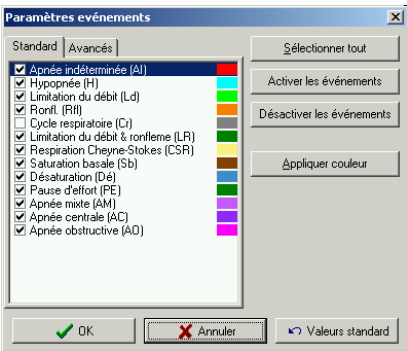 Paramètres evénements
Standard
Avancés
Sélectionner tout
Apnée indéterminée (AI)
Hypopnée (H)
Limitation du débit (Ld)
Ronfl. (Rfl)
Cycle respiratoire (Cr)
Limitation du débit & ronfleme (LR)
Respiration Cheyne-Stokes (CSR)
Saturation basale (Sb)
Désaturation (Dé)
Pause d'effort (PE)
Apnée mixte (AM)
Apnée centrale (AC)
Apnée obstructive (AO)
Activer les événements
Désactiver les événements
Appliquer couleur
OK
Annuler
Valeurs standard